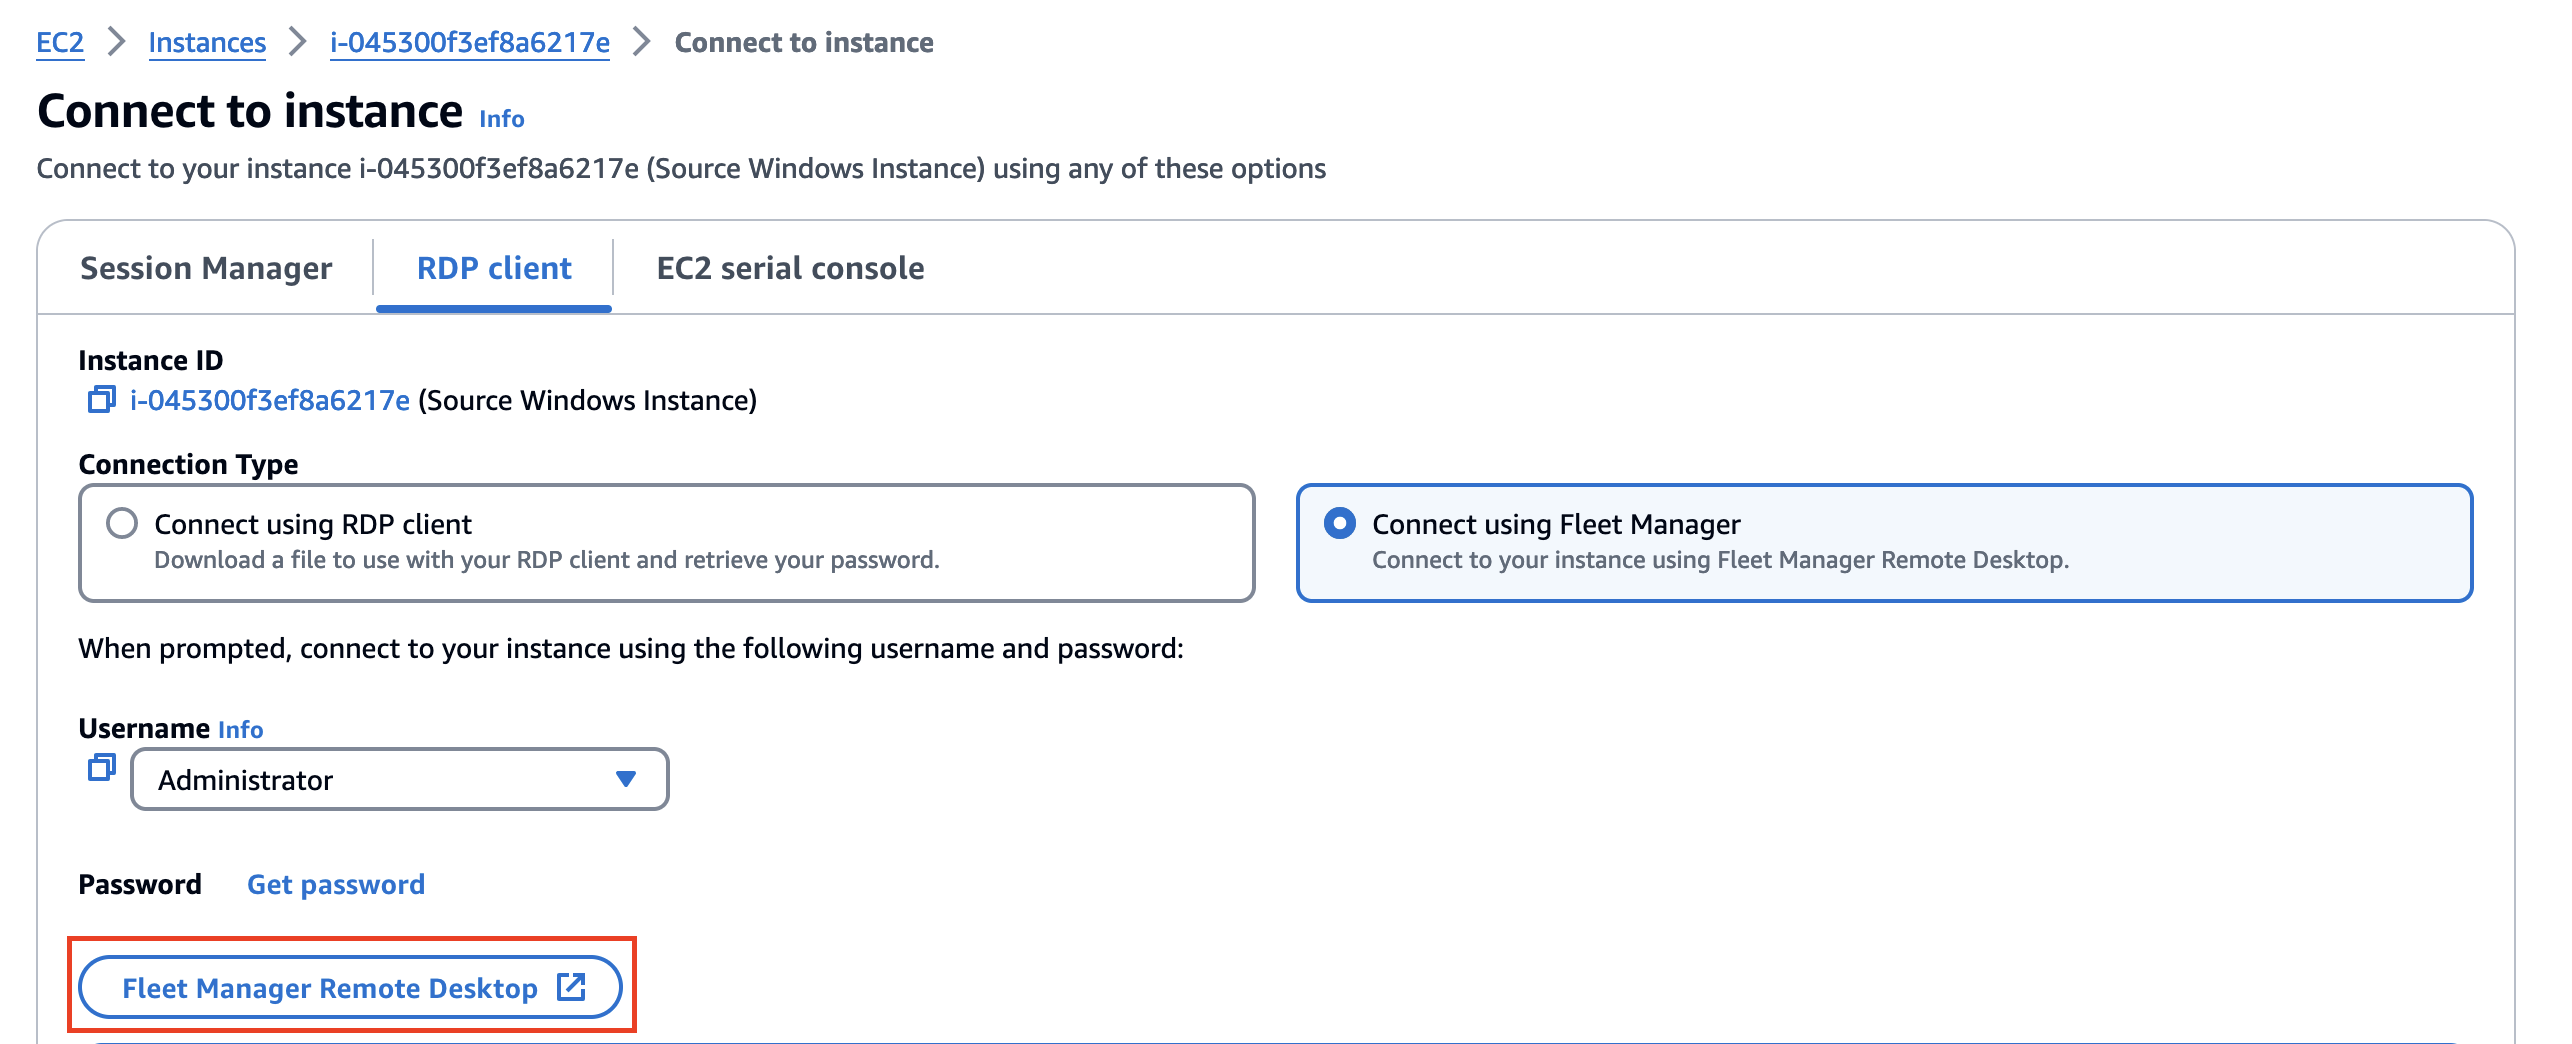 EC2 > Instances > i-045300f3ef8a6217e > Connect to instance
Connect to instance Info
Connect to your instance i-045300f3ef8a6217e (Source Windows Instance) using any of these options
Session Manager RDP client EC2 serial console
Instance ID
i-045300f3ef8a6217e (Source Windows Instance)
Connection Type
Connect using RDP client
Download a file to use with your RDP client and retrieve your password.
Connect using Fleet Manager
Connect to your instance using Fleet Manager Remote Desktop.
When prompted, connect to your instance using the following username and password:
Username Info
Administrator
Password Get password
Fleet Manager Remote Desktop